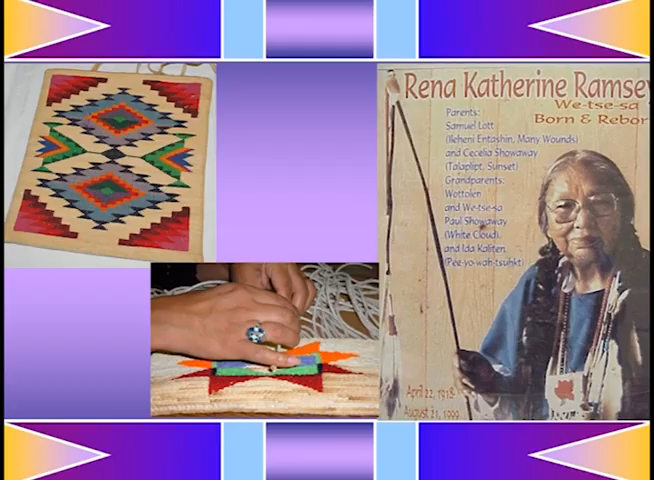 Rena Katherine Ramsey
We-tse-sa
Born & Rebor
Parents:
Samuel Lott
(Ilcheni Entashin, Many Wounds)
and Cecelia Showaway
(Talaplipt, Sunset)
Grandparents:
Wottolen
and We-tse-sa
Paul Showaway
(White Cloud)
and Ida Kaliten
(Pee-yo-wah-tsuhkt)
April 22, 1918-
August 21, 1999